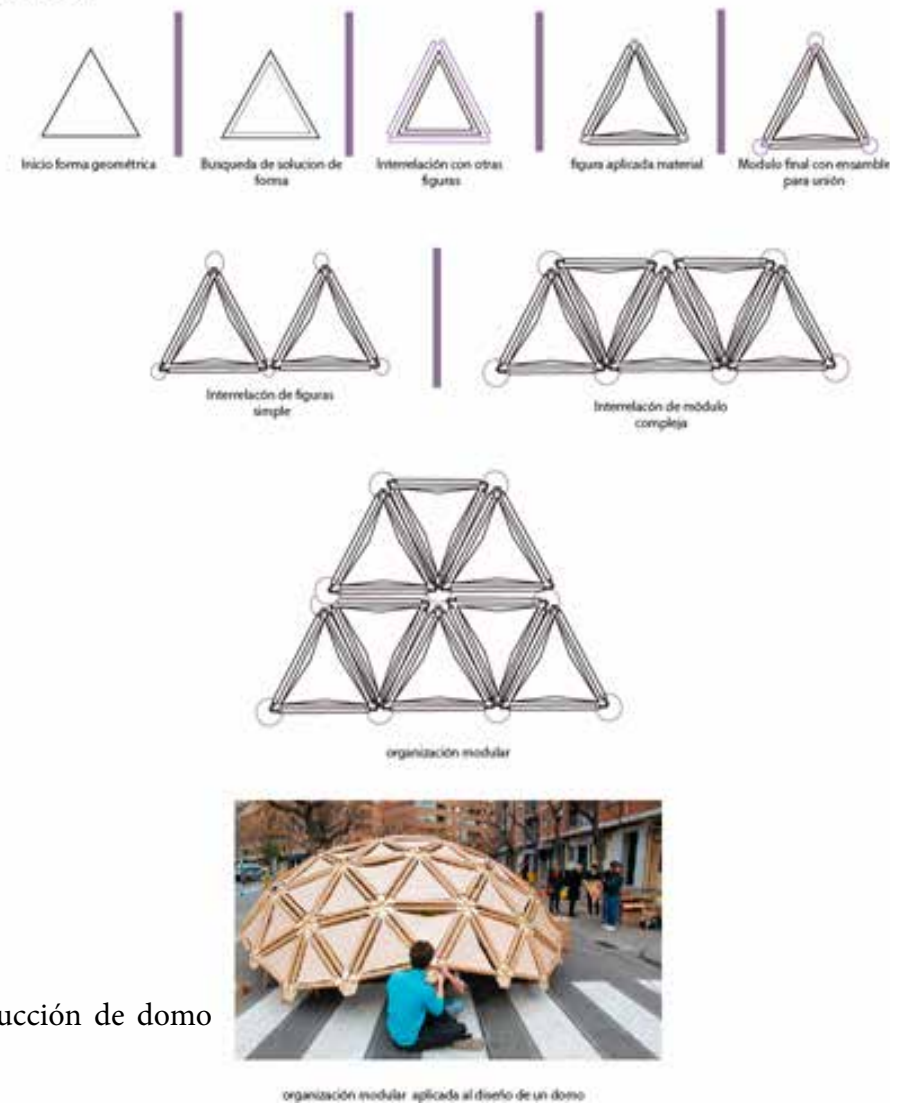 Inicio forma geométrica
Busqueda de solucion de
forma
Interrelación con otras
figuras
figura aplicada material
Modulo final con ensamble
para unión
Interrelacón de figuras
simple
Interrelacón de módulo
compleja
organización modular
ucción de domo
organización modular aplicada al diseño de un domo